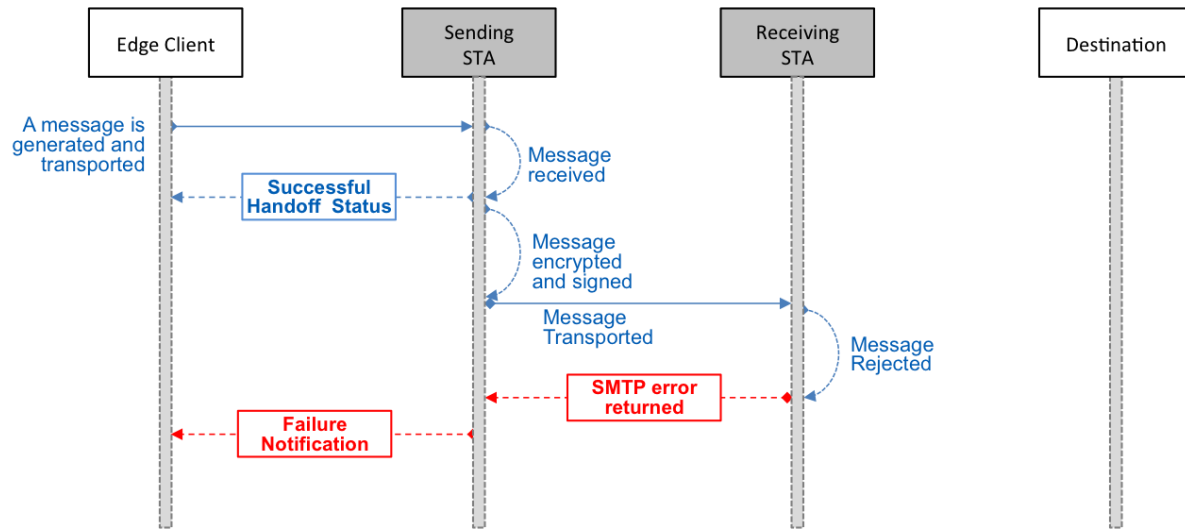 Edge Client
Sending
STA
Receiving
STA
Destination
A message is
generated and
transported
Message
received
Successful
Handoff Status
Message
encrypted
and signed
Message
Transported
Message
Rejected
SMTP error
returned
Failure
Notification